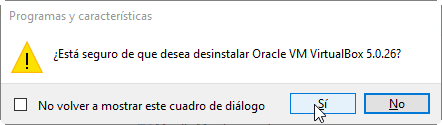 Programas y características
¿Está seguro de que desea desinstalar Oracle VM VirtualBox 5.0.26?
No volver a mostrar este cuadro de diálogo
Sí
No